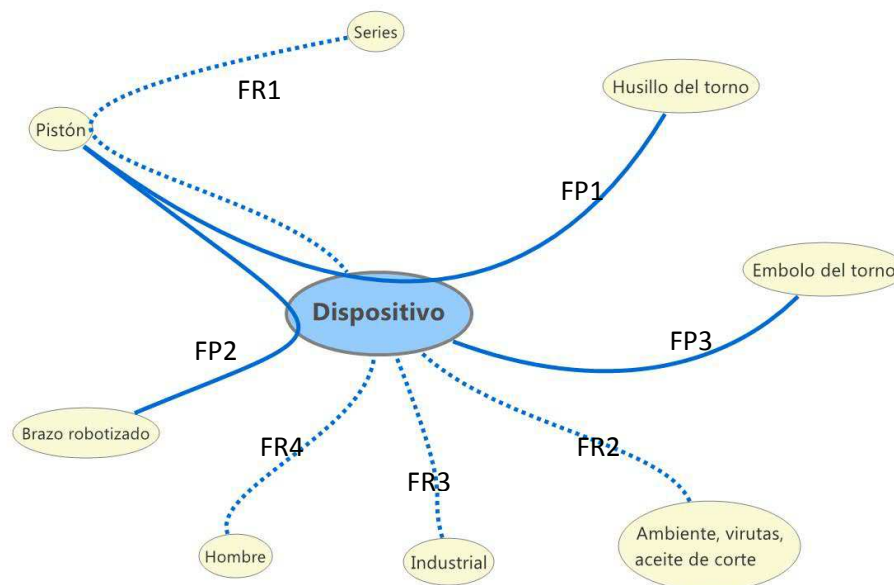 Series
FR1
Husillo del torno
Pistón
FP1
Embolo del torno
Dispositivo
FP2
FP3
Brazo robotizado
FR4
FR2
FR3
Ambiente, virutas,
aceite de corte
Hombre
Industrial